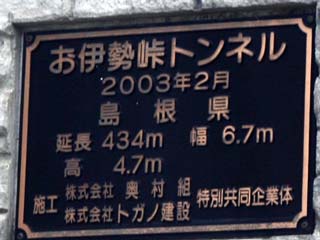 お伊勢峠トンネル
2003年2月
島根県
延長 434m 幅 6.7m
高 4.7m
施工 株式会社 奥村組 特別共同企業体
株式会社 トガノ建設